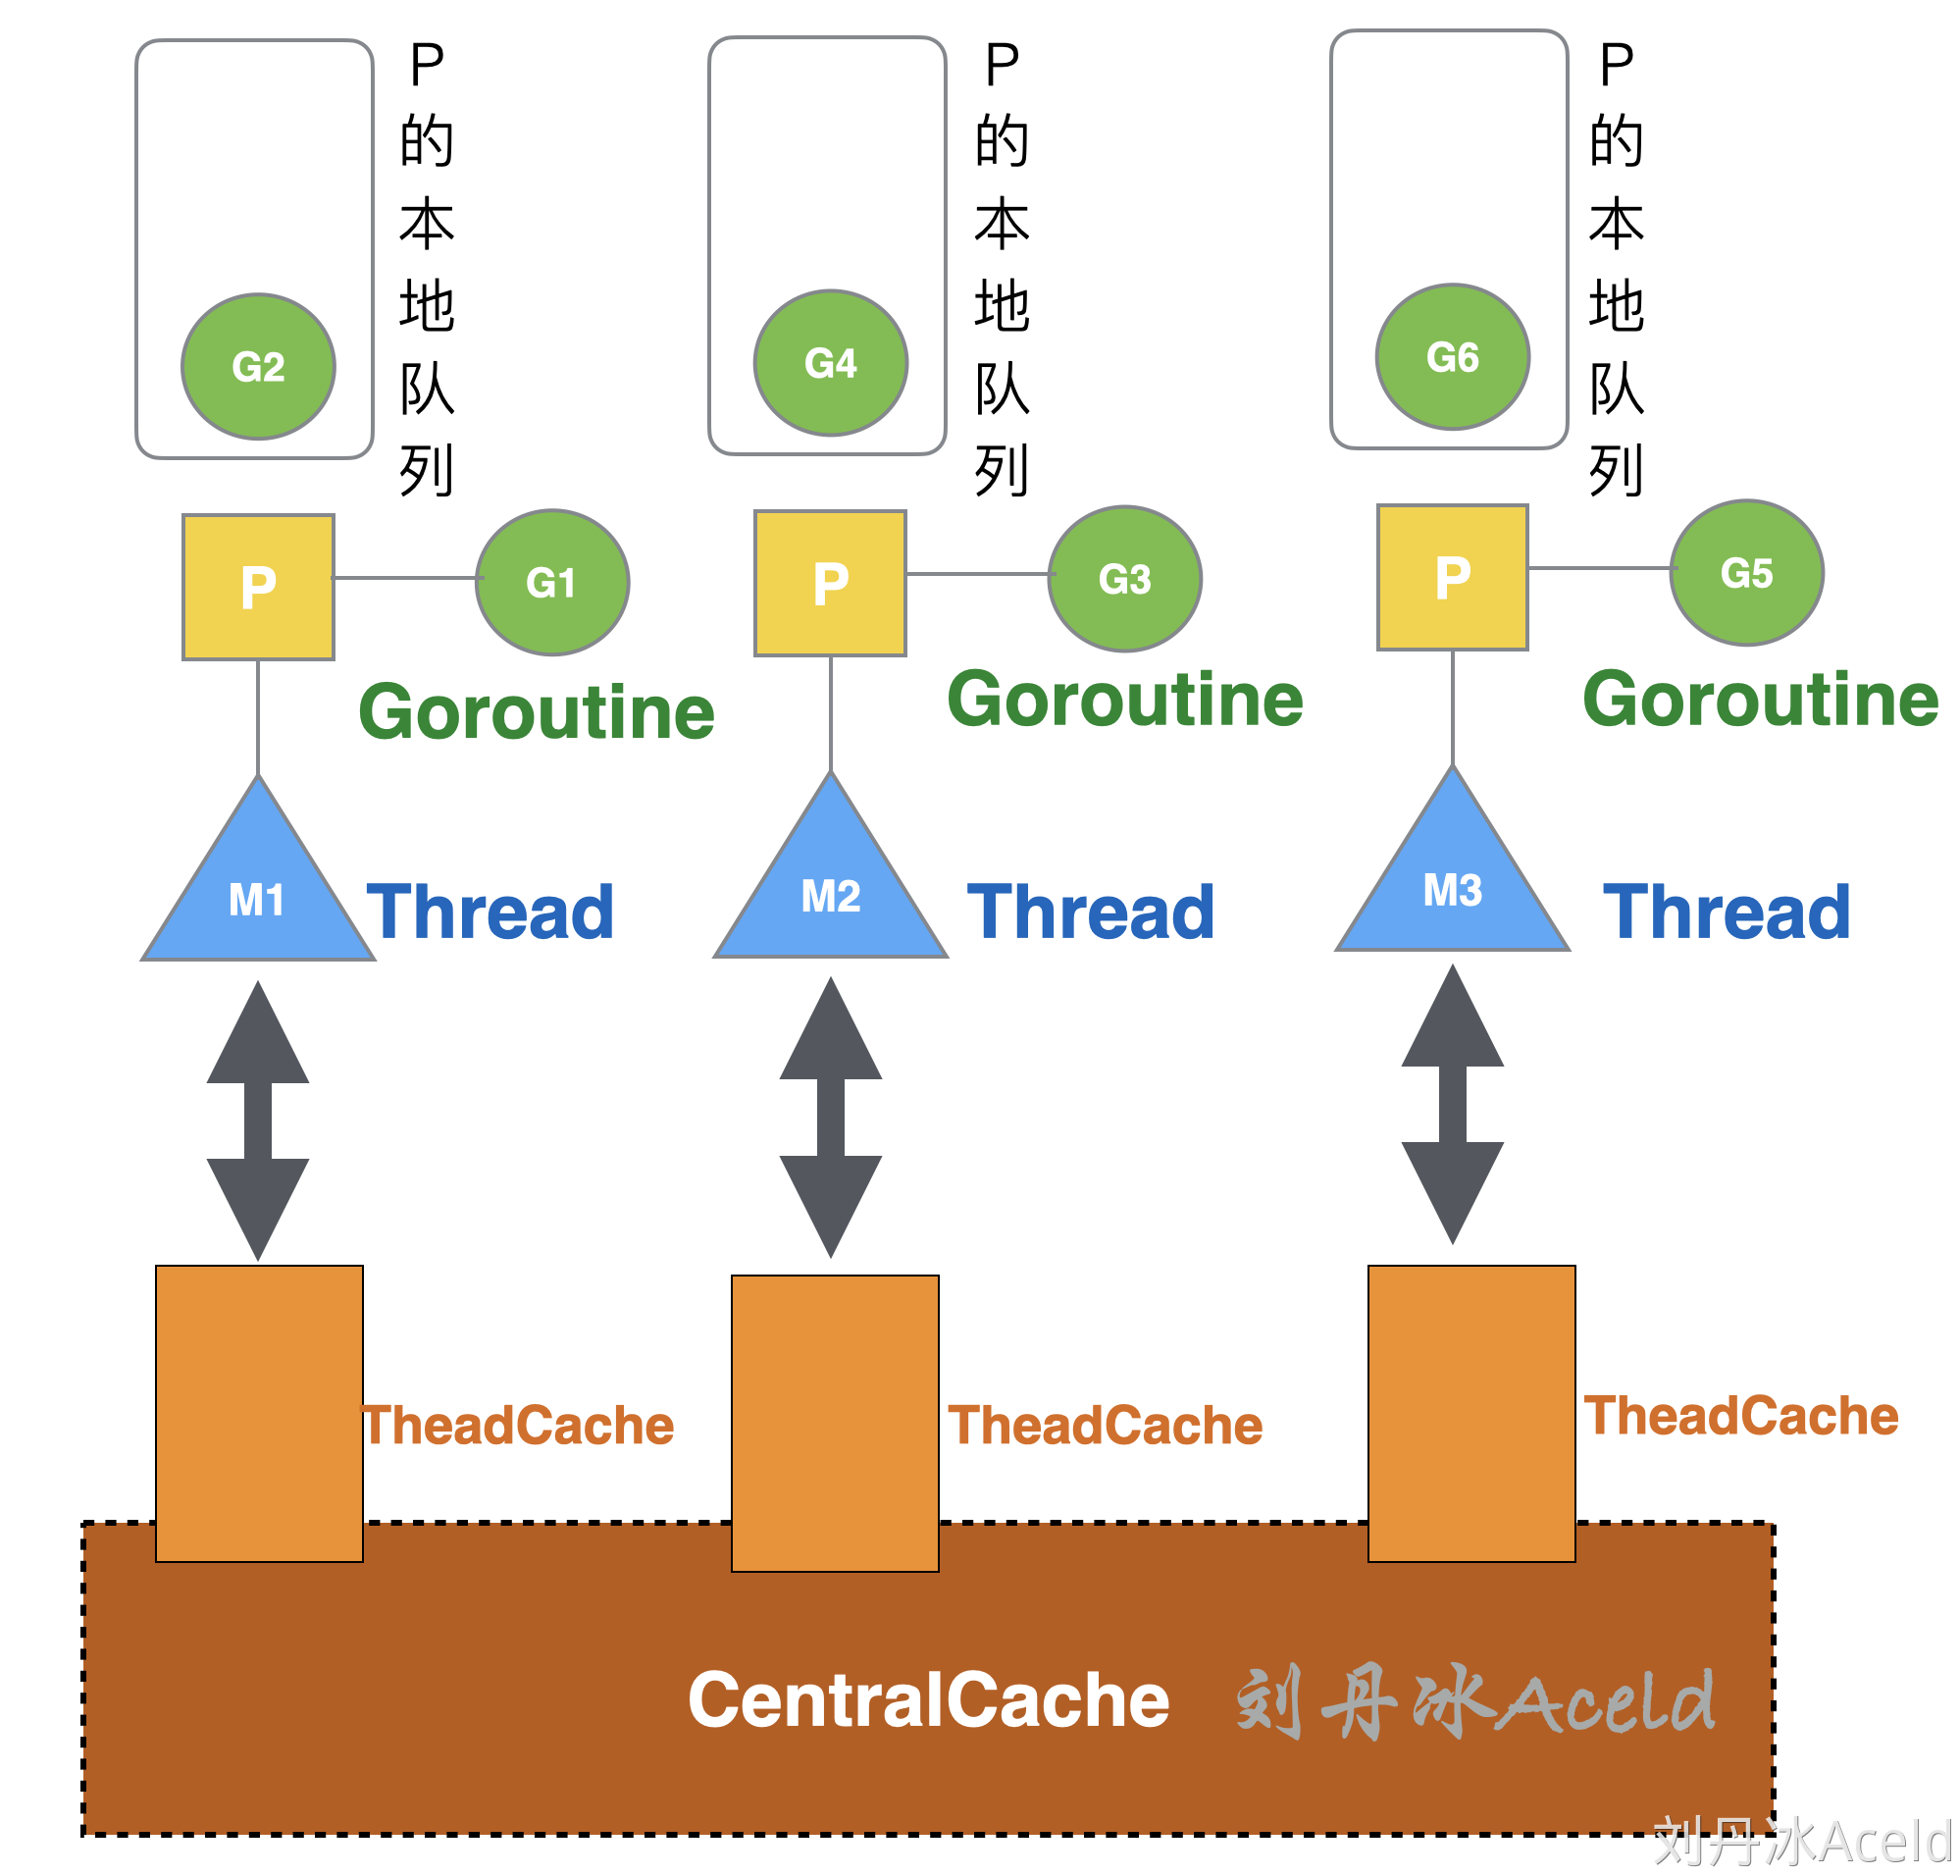 P的本地队列
P的本地队列
P的本地队列
G2
G4
G6
P
G1
P
G3
P
G5
Goroutine
Goroutine
Goroutine
M1
Thread
M2
Thread
M3
Thread
TheadCache
TheadCache
TheadCache
CentralCache
刘丹冰Aceld
刘丹冰Aceld